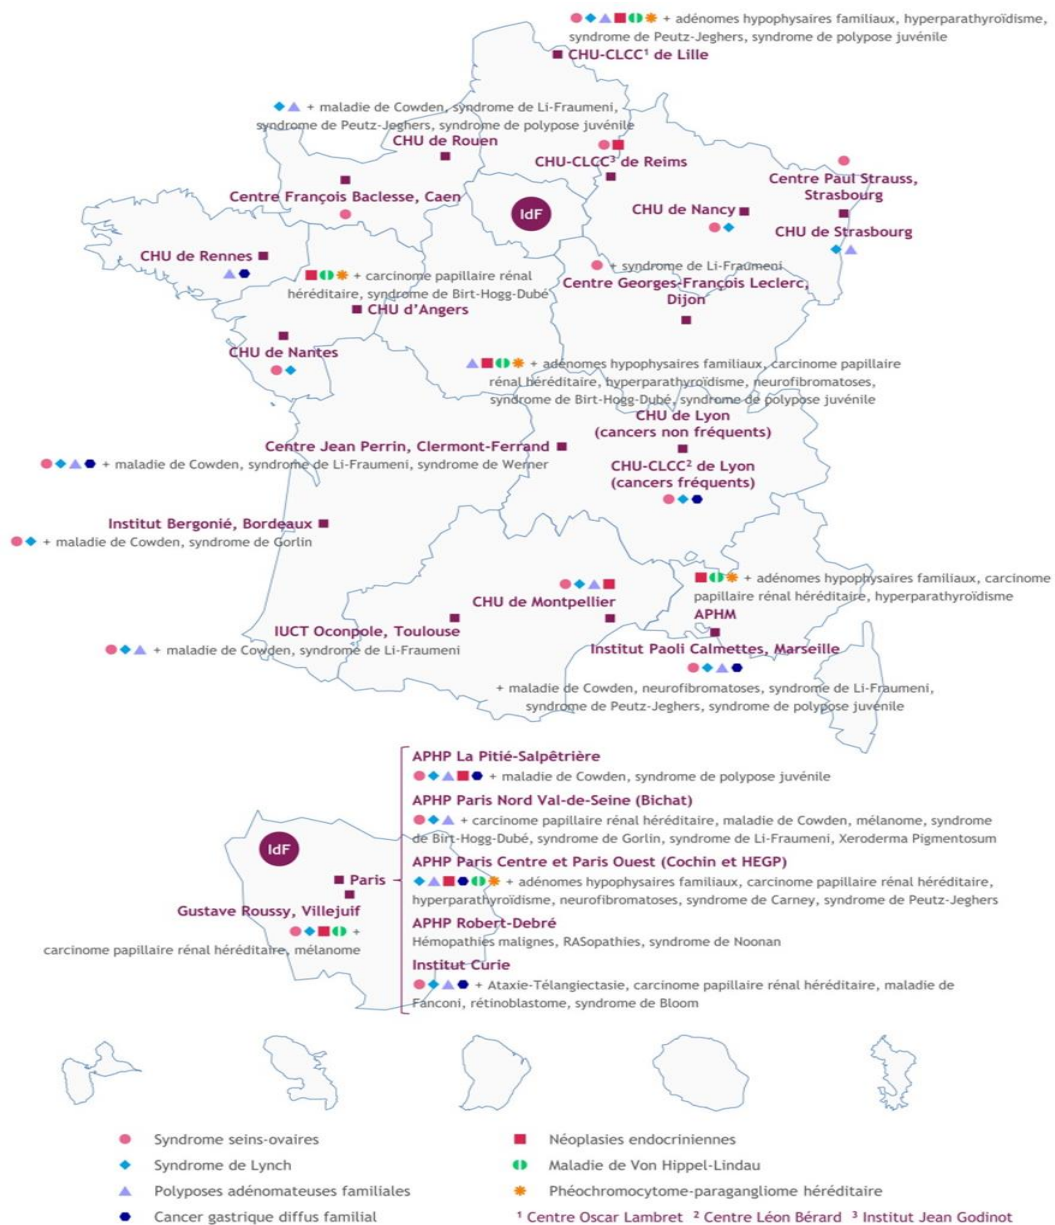 + adénomes hypophysaires familiaux, hyperparathyroïdisme,
syndrome de Peutz-Jeghers, syndrome de polypose juvénile
CHU-CLCC¹ de Lille
+ maladie de Cowden, syndrome de Li-Fraumeni,
syndrome de Peutz-Jeghers, syndrome de polypose juvénile
CHU de Rouen
CHU-CLCC³ de Reims
Centre Paul Strauss,
Strasbourg
Centre François Baclesse, Caen
IdF
CHU de Nancy
CHU de Strasbourg
CHU de Rennes
+ carcinome papillaire rénal
héréditaire, syndrome de Birt-Hogg-Dubé
CHU d'Angers
+ syndrome de Li-Fraumeni
Centre Georges-François Leclerc,
Dijon
CHU de Nantes
+ adénomes hypophysaires familiaux, carcinome papillaire
rénal héréditaire, hyperparathyroïdisme, neurofibromatoses,
syndrome de Birt-Hogg-Dubé, syndrome de polypose juvénile
CHU de Lyon
(cancers non fréquents)
Centre Jean Perrin, Clermont-Ferrand
+ maladie de Cowden, syndrome de Li-Fraumeni, syndrome de Werner
CHU-CLCC² de Lyon
(cancers fréquents)
Institut Bergonié, Bordeaux
+ maladie de Cowden, syndrome de Gorlin
+ adénomes hypophysaires familiaux, carcinome
papillaire rénal héréditaire, hyperparathyroïdisme
APHM
CHU de Montpellier
IUCT Oconpole, Toulouse
+ maladie de Cowden, syndrome de Li-Fraumeni
Institut Paoli Calmettes, Marseille
+ maladie de Cowden, neurofibromatoses, syndrome de Li-Fraumeni,
syndrome de Peutz-Jeghers, syndrome de polypose juvénile
IdF
Paris
Gustave Roussy, Villejuif
+
carcinome papillaire rénal héréditaire, mélanome
APHP La Pitié-Salpêtrière
+ maladie de Cowden, syndrome de polypose juvénile
APHP Paris Nord Val-de-Seine (Bichat)
+ carcinome papillaire rénal héréditaire, maladie de Cowden, mélanome, syndrome
de Birt-Hogg-Dubé, syndrome de Gorlin, syndrome de Li-Fraumeni, Xeroderma Pigmentosum
APHP Paris Centre et Paris Ouest (Cochin et HEGP)
+ adénomes hypophysaires familiaux, carcinome papillaire rénal héréditaire,
hyperparathyroïdisme, neurofibromatoses, syndrome de Carney, syndrome de Peutz-Jeghers
APHP Robert-Debré
Hémopathies malignes, RASopathies, syndrome de Noonan
Institut Curie
+ Ataxie-Télangiectasie, carcinome papillaire rénal héréditaire, maladie de
Fanconi, rétinoblastome, syndrome de Bloom
Syndrome seins-ovaires
Syndrome de Lynch
Polyposes adénomateuses familiales
Cancer gastrique diffus familial
Néoplasies endocriniennes
Maladie de Von Hippel-Lindau
Phéochromocytome-paragangliome héréditaire
¹ Centre Oscar Lambret ² Centre Léon Bérard ³ Institut Jean Godinot